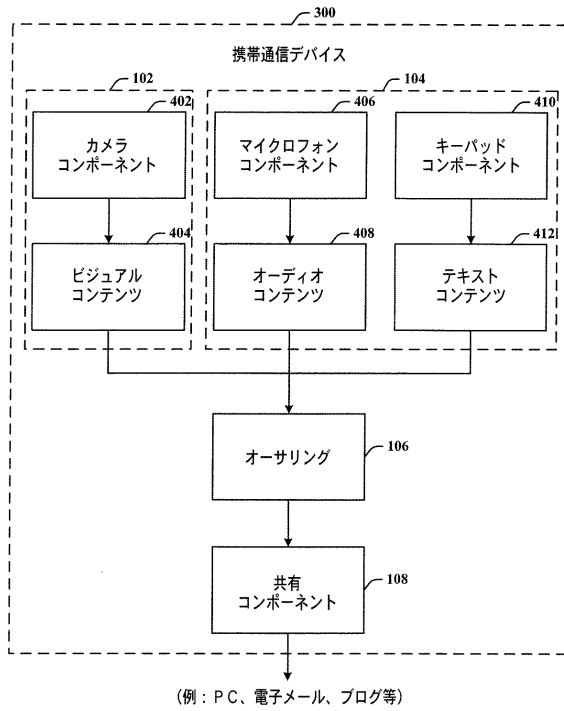 300
携帯通信デバイス
102
104
402
406
410
カメラ
コンポーネント
マイクロフォン
コンポーネント
キーパッド
コンポーネント
404
408
412
ビジュアル
コンテンツ
オーディオ
コンテンツ
テキスト
コンテンツ
オーサリング
106
共有
コンポーネント
108
(例：ＰＣ、電子メール、ブログ等)